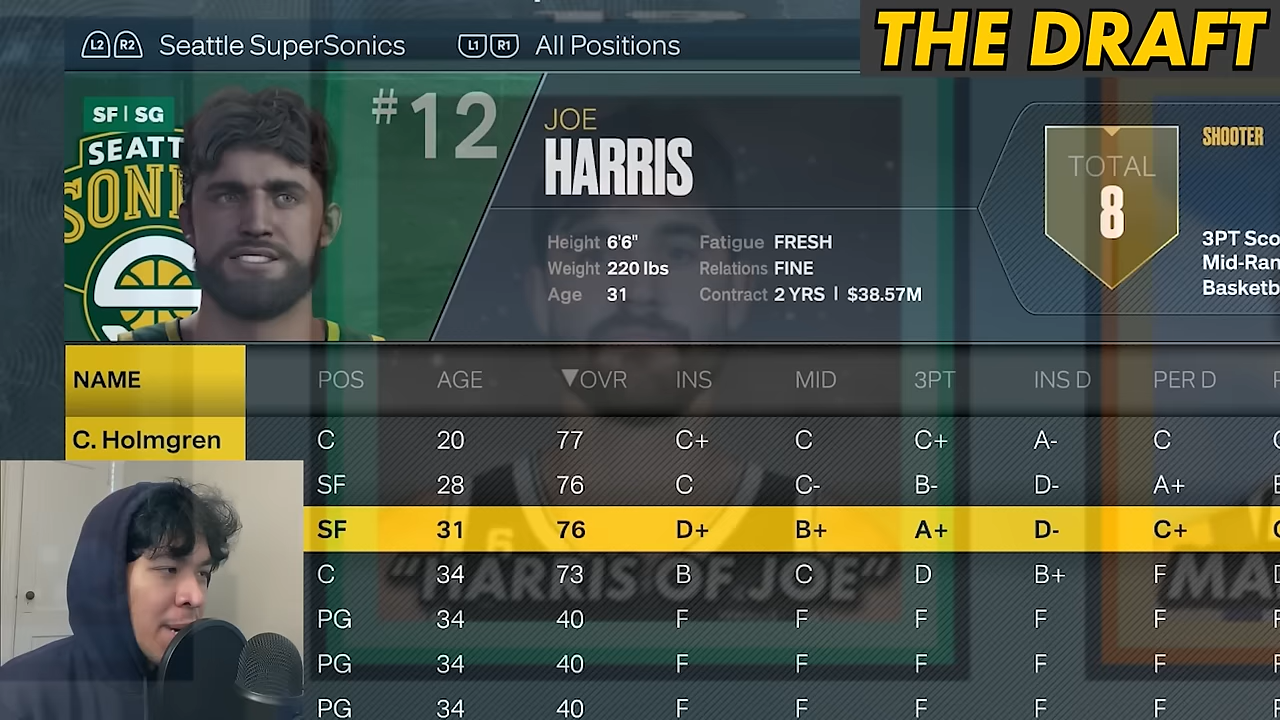 THE DRAFT
L2 R2 Seattle SuperSonics L1 R1 All Positions
SF | SG
SEATT
SONI
#12
JOE
HARRIS
Height 6'6"
Weight 220 lbs
Age 31
Fatigue FRESH
Relations FINE
Contract 2 YRS | $38.57M
TOTAL
8
SHOOTER
3PT Sco
Mid-Ran
Basketb
NAME POS AGE ▼OVR INS MID 3PT INS D PER D
C. Holmgren C 20 77 C+ C C+ A- C
SF 28 76 C C- B- D- A+
SF 31 76 D+ B+ A+ D- C+
C 34 73 B C D B+ F
PG 34 40 F F F F F
PG 34 40 F F F F F
PG 34 40 F F F F F
"HARRIS OF JOE"
MA